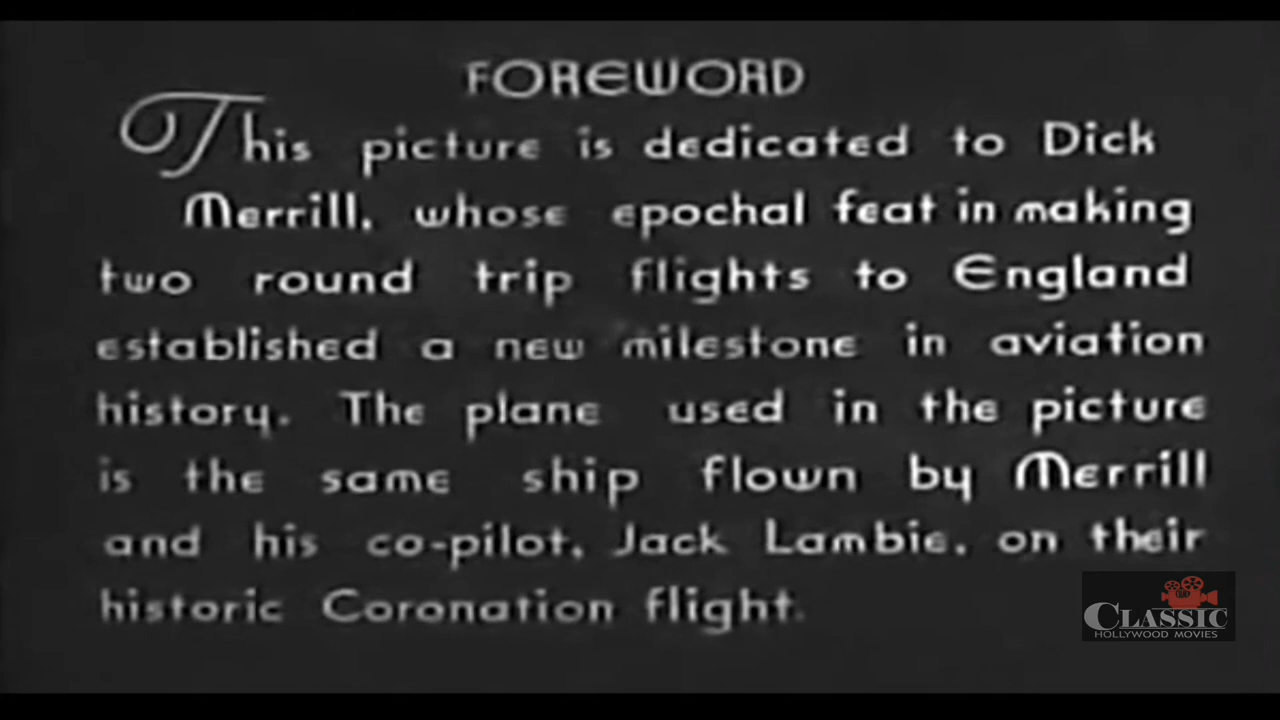 FOREWORD
This picture is dedicated to Dick
Merrill, whose epochal feat in making
two round trip flights to England
established a new milestone in aviation
history. The plane used in the picture
is the same ship flown by Merrill
and his co-pilot, Jack Lambie, on their
historic Coronation flight.
CLASSIC
HOLLYWOOD MOVIES